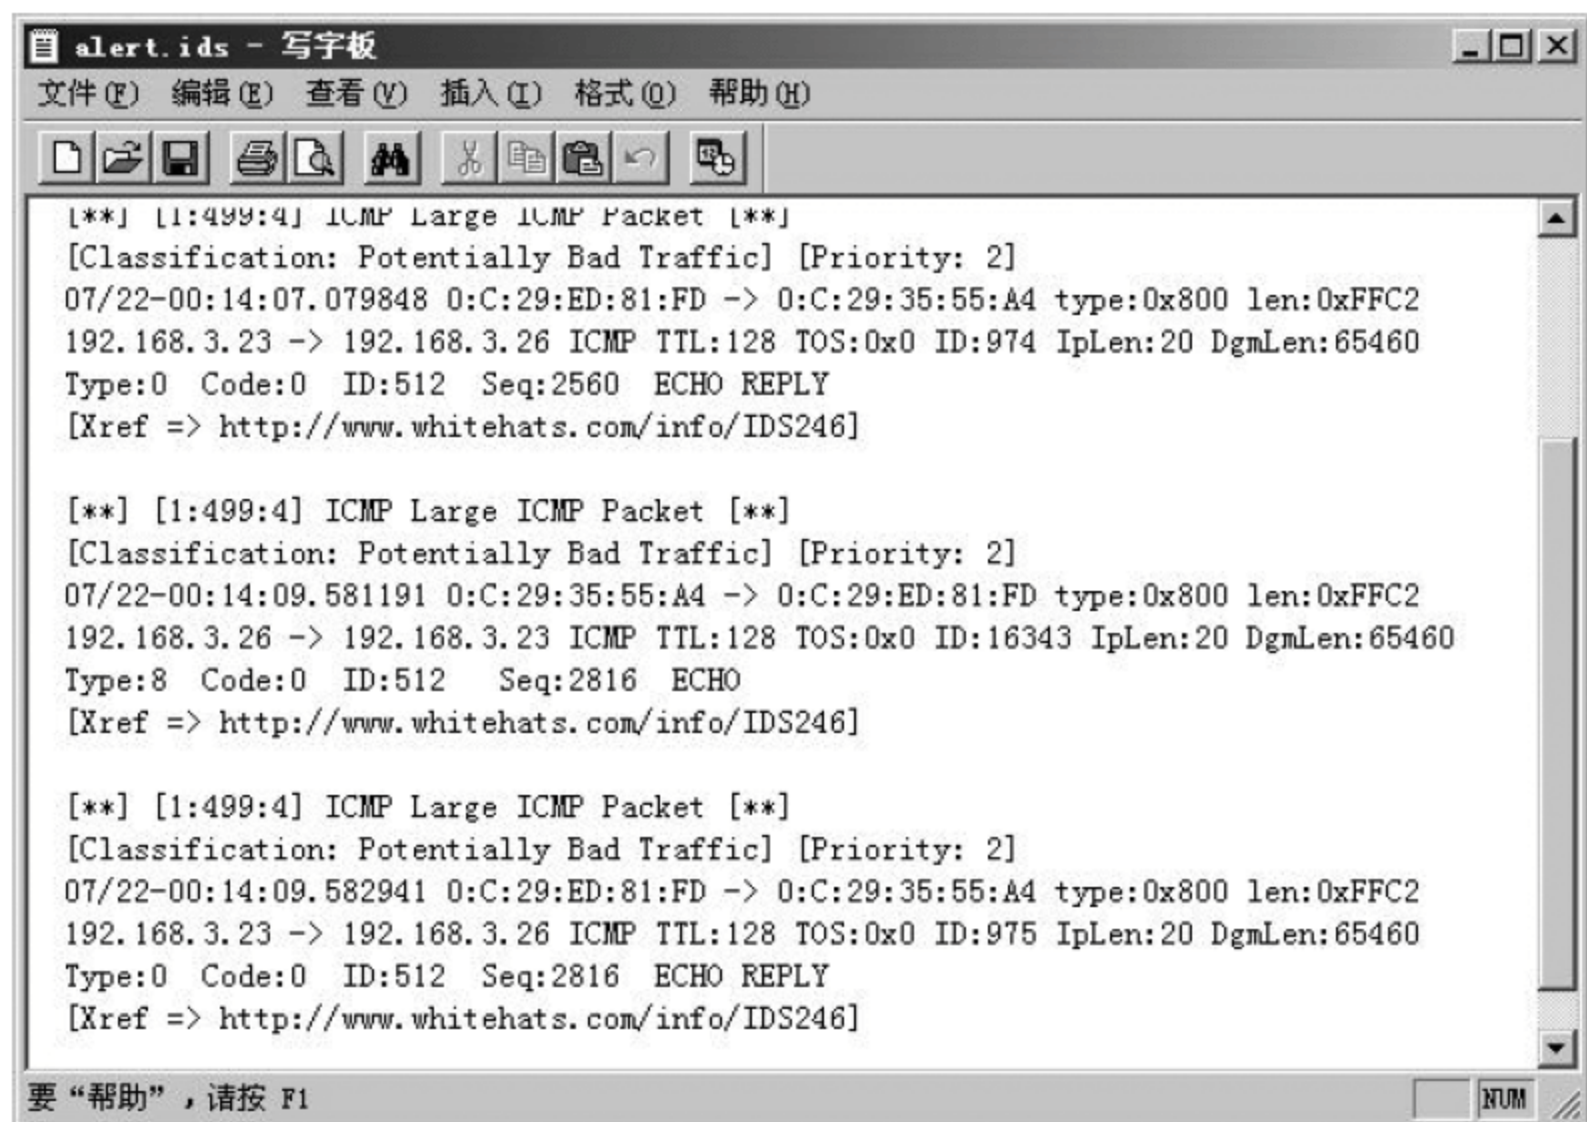 alert.ids - 写字板
文件(F) 编辑(E) 查看(V) 插入(I) 格式(O) 帮助(H)
[**] [1:499:4] ICMP Large ICMP Packet [**]
[Classification: Potentially Bad Traffic] [Priority: 2]
07/22-00:14:07.079848 0:C:29:ED:81:FD -> 0:C:29:35:55:A4 type:0x800 len:0xFFC2
192.168.3.23 -> 192.168.3.26 ICMP TTL:128 TOS:0x0 ID:974 IpLen:20 DgmLen:65460
Type:0  Code:0  ID:512  Seq:2560  ECHO REPLY
[Xref => http://www.whitehats.com/info/IDS246]
[**] [1:499:4] ICMP Large ICMP Packet [**]
[Classification: Potentially Bad Traffic] [Priority: 2]
07/22-00:14:09.581191 0:C:29:35:55:A4 -> 0:C:29:ED:81:FD type:0x800 len:0xFFC2
192.168.3.26 -> 192.168.3.23 ICMP TTL:128 TOS:0x0 ID:16343 IpLen:20 DgmLen:65460
Type:8  Code:0  ID:512   Seq:2816  ECHO
[Xref => http://www.whitehats.com/info/IDS246]
[**] [1:499:4] ICMP Large ICMP Packet [**]
[Classification: Potentially Bad Traffic] [Priority: 2]
07/22-00:14:09.582941 0:C:29:ED:81:FD -> 0:C:29:35:55:A4 type:0x800 len:0xFFC2
192.168.3.23 -> 192.168.3.26 ICMP TTL:128 TOS:0x0 ID:975 IpLen:20 DgmLen:65460
Type:0  Code:0  ID:512  Seq:2816  ECHO REPLY
[Xref => http://www.whitehats.com/info/IDS246]
要“帮助”，请按 F1
NUM